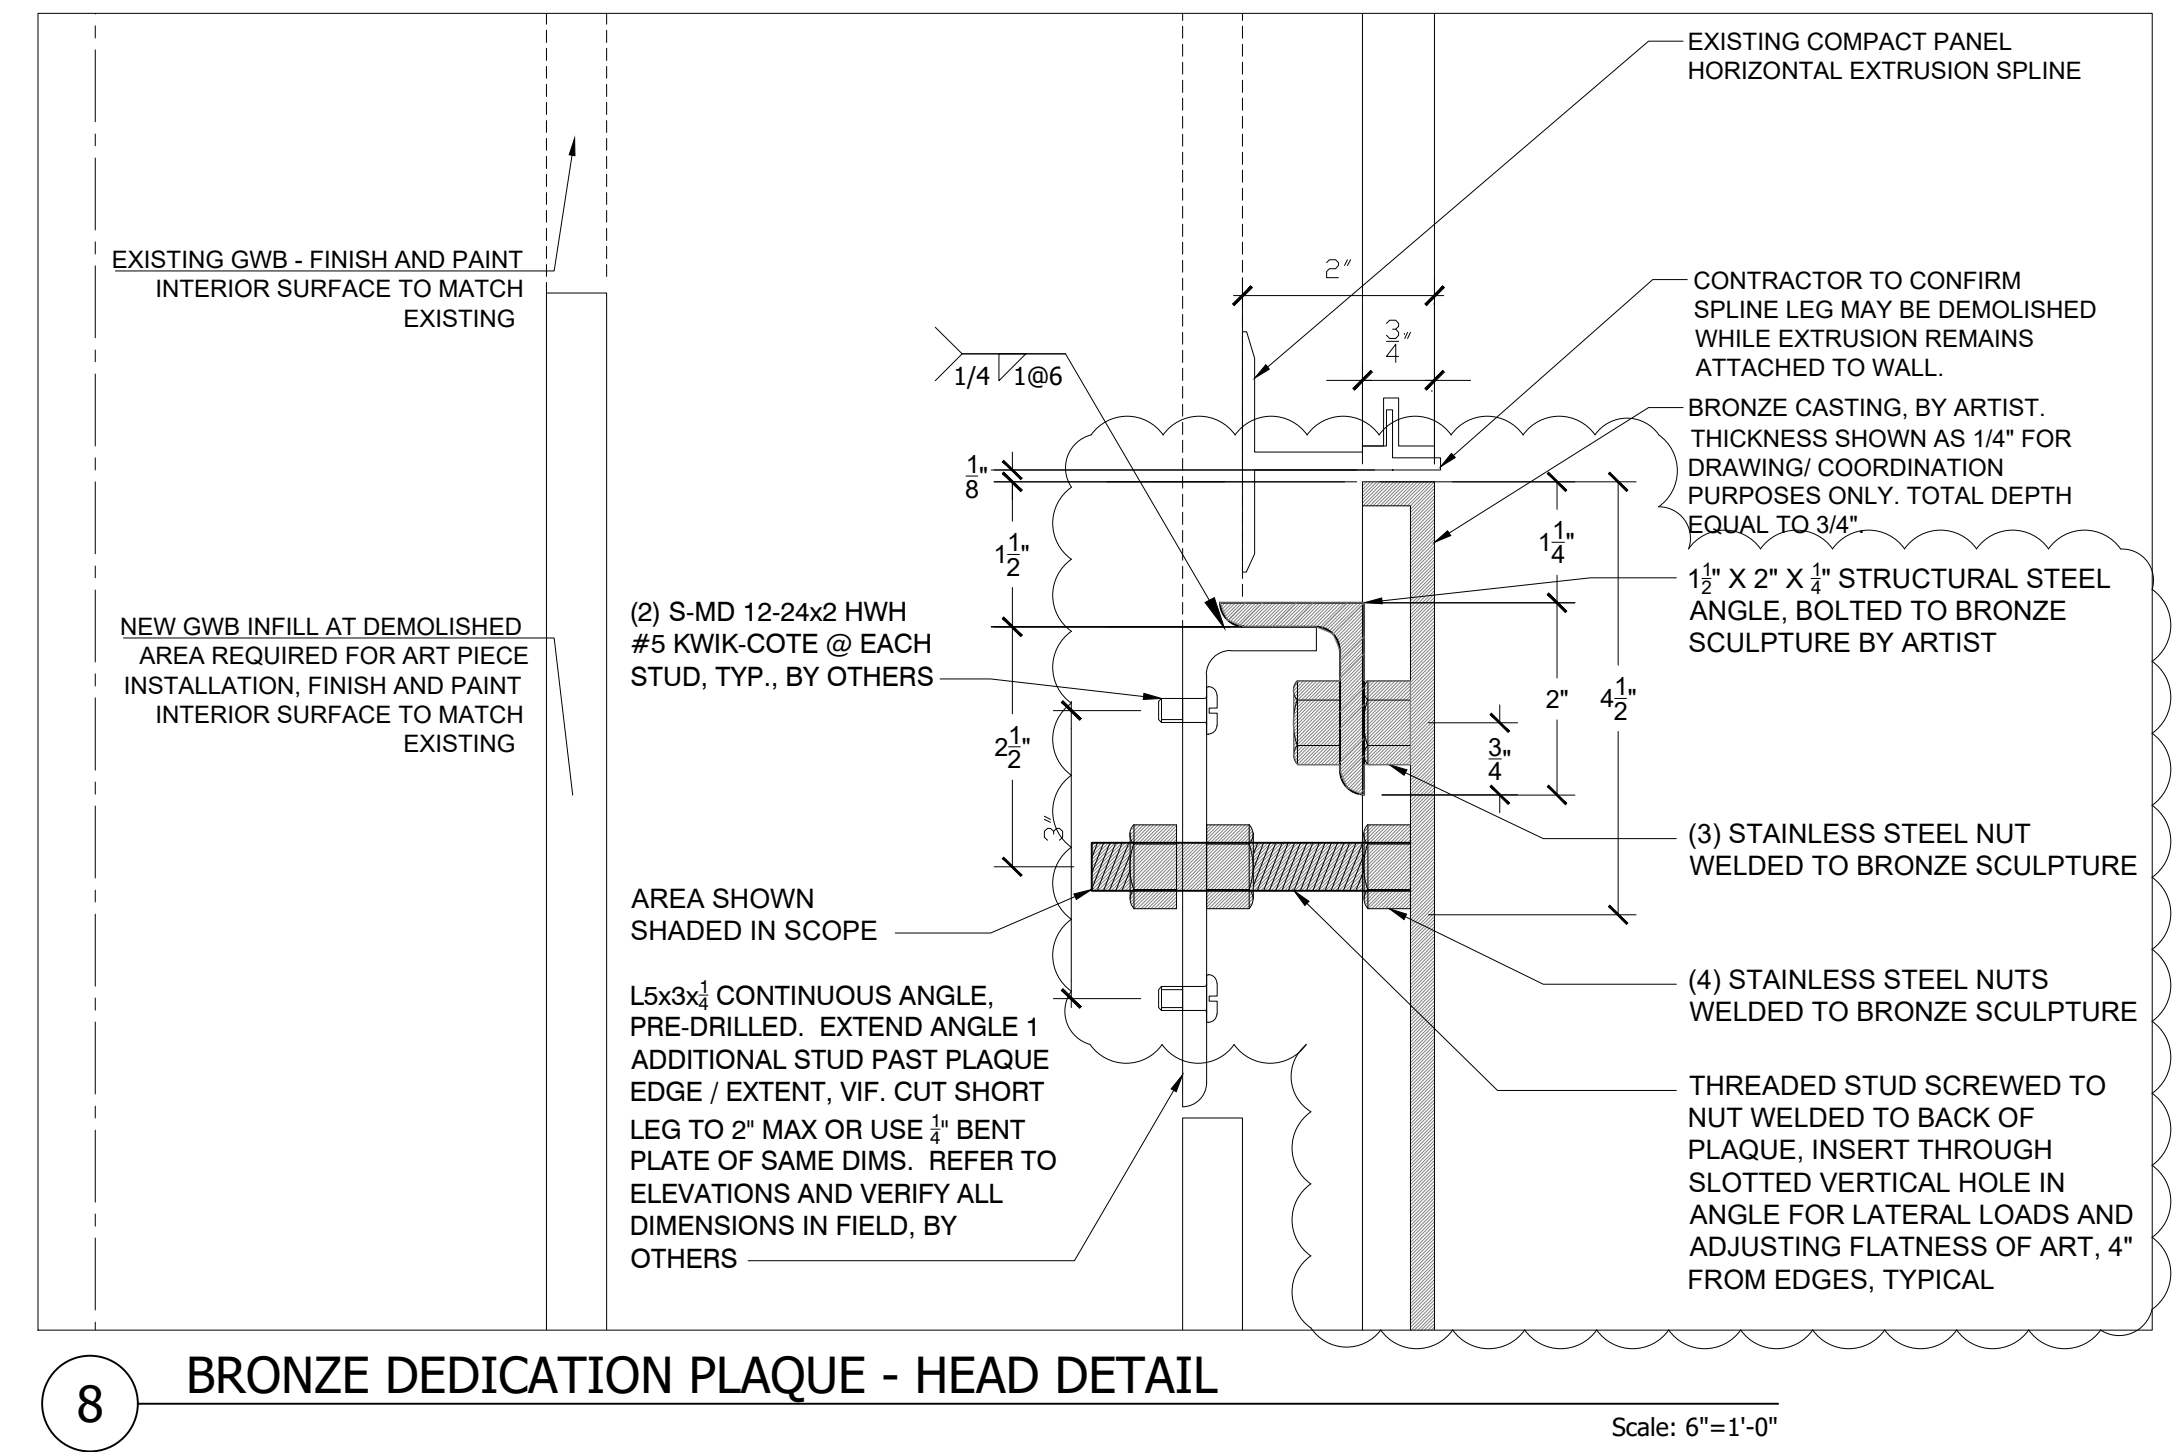 EXISTING COMPACT PANEL
HORIZONTAL EXTRUSION SPLINE
EXISTING GWB - FINISH AND PAINT
INTERIOR SURFACE TO MATCH
EXISTING
2"
3/4"
CONTRACTOR TO CONFIRM
SPLINE LEG MAY BE DEMOLISHED
WHILE EXTRUSION REMAINS
ATTACHED TO WALL.
1/4 1@6
BRONZE CASTING, BY ARTIST.
THICKNESS SHOWN AS 1/4" FOR
DRAWING/ COORDINATION
PURPOSES ONLY. TOTAL DEPTH
EQUAL TO 3/4".
1/8"
1 1/2"
1 1/4"
1 1/2" X 2" X 1/4" STRUCTURAL STEEL
ANGLE, BOLTED TO BRONZE
SCULPTURE BY ARTIST
NEW GWB INFILL AT DEMOLISHED
AREA REQUIRED FOR ART PIECE
INSTALLATION, FINISH AND PAINT
INTERIOR SURFACE TO MATCH
EXISTING
(2) S-MD 12-24x2 HWH
#5 KWIK-COTE @ EACH
STUD, TYP., BY OTHERS
2 1/2"
2"
4 1/2"
3/4"
3"
(3) STAINLESS STEEL NUT
WELDED TO BRONZE SCULPTURE
AREA SHOWN
SHADED IN SCOPE
(4) STAINLESS STEEL NUTS
WELDED TO BRONZE SCULPTURE
L5x3x1/4 CONTINUOUS ANGLE,
PRE-DRILLED. EXTEND ANGLE 1
ADDITIONAL STUD PAST PLAQUE
EDGE / EXTENT, VIF. CUT SHORT
LEG TO 2" MAX OR USE 1/4" BENT
PLATE OF SAME DIMS. REFER TO
ELEVATIONS AND VERIFY ALL
DIMENSIONS IN FIELD, BY
OTHERS
THREADED STUD SCREWED TO
NUT WELDED TO BACK OF
PLAQUE, INSERT THROUGH
SLOTTED VERTICAL HOLE IN
ANGLE FOR LATERAL LOADS AND
ADJUSTING FLATNESS OF ART, 4"
FROM EDGES, TYPICAL
8
BRONZE DEDICATION PLAQUE - HEAD DETAIL
Scale: 6"=1'-0"